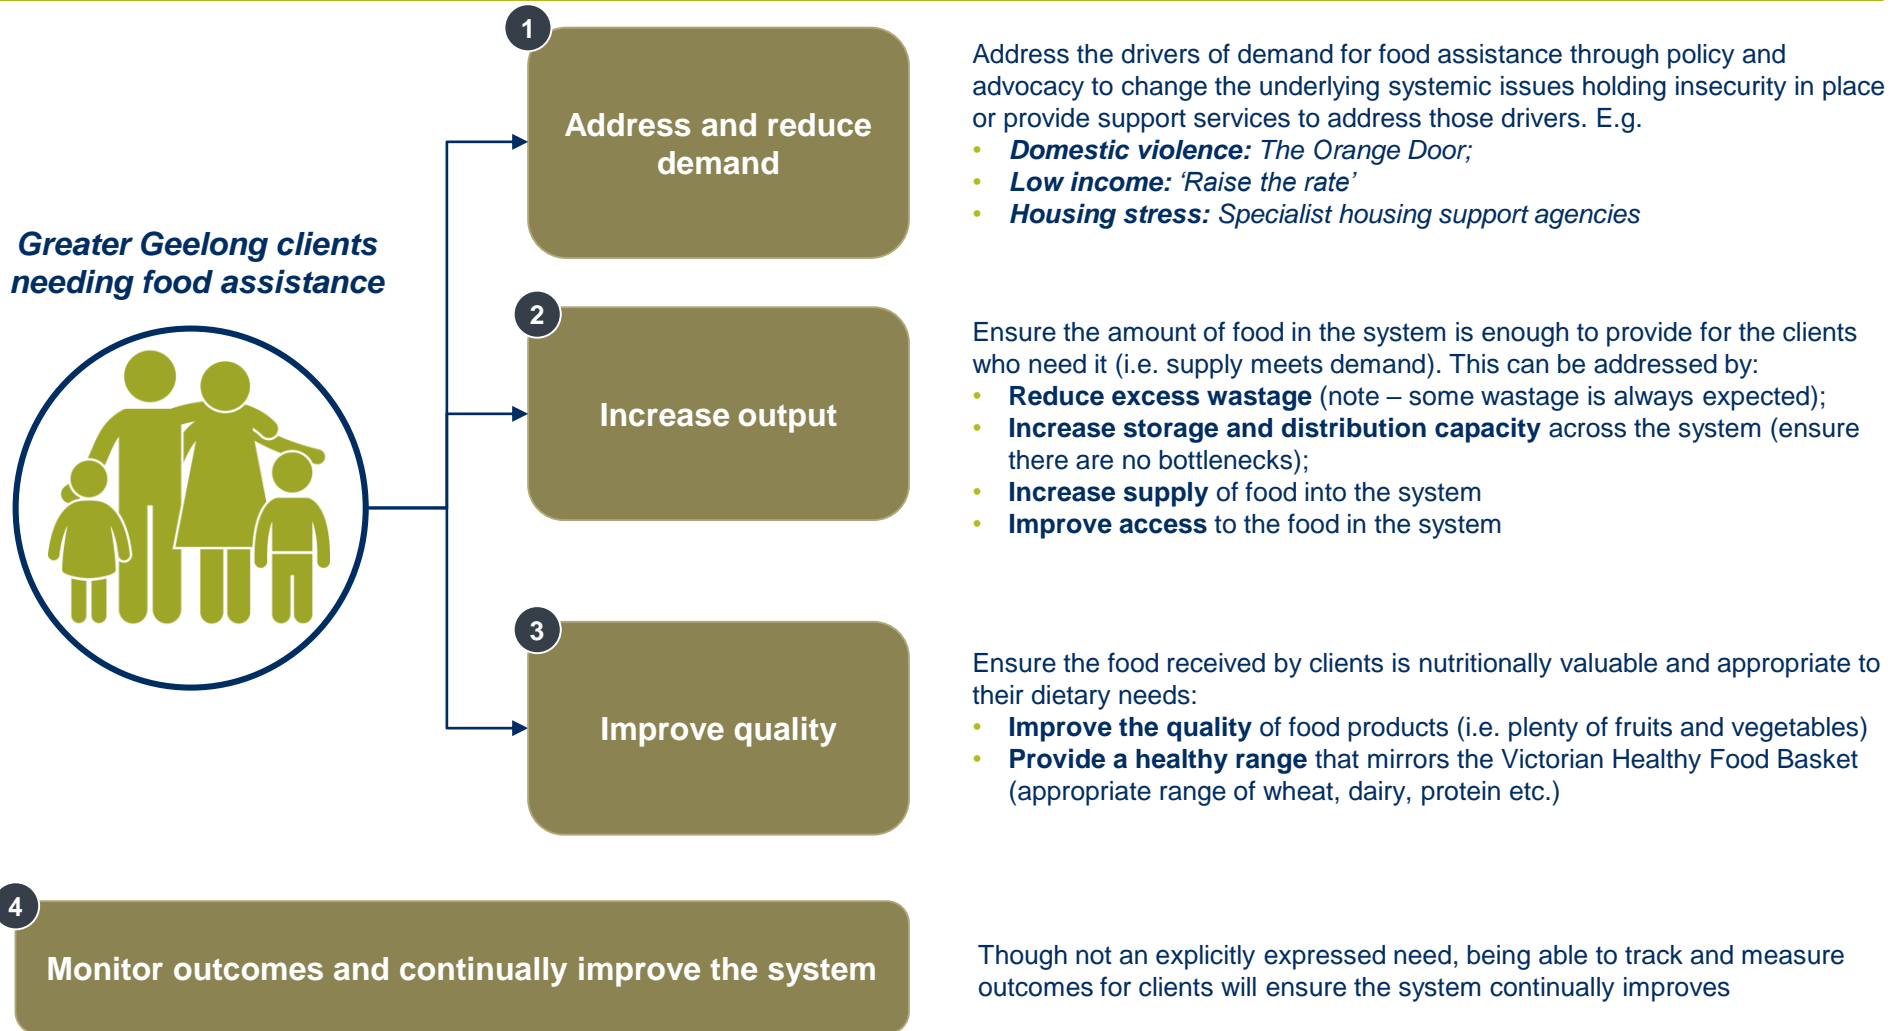 Greater Geelong clients
needing food assistance
1
Address and reduce
demand
Address the drivers of demand for food assistance through policy and
advocacy to change the underlying systemic issues holding insecurity in place
or provide support services to address those drivers. E.g.
• Domestic violence: The Orange Door;
• Low income: ‘Raise the rate’
• Housing stress: Specialist housing support agencies
2
Increase output
Ensure the amount of food in the system is enough to provide for the clients
who need it (i.e. supply meets demand). This can be addressed by:
• Reduce excess wastage (note – some wastage is always expected);
• Increase storage and distribution capacity across the system (ensure
there are no bottlenecks);
• Increase supply of food into the system
• Improve access to the food in the system
3
Improve quality
Ensure the food received by clients is nutritionally valuable and appropriate to
their dietary needs:
• Improve the quality of food products (i.e. plenty of fruits and vegetables)
• Provide a healthy range that mirrors the Victorian Healthy Food Basket
(appropriate range of wheat, dairy, protein etc.)
4
Monitor outcomes and continually improve the system
Though not an explicitly expressed need, being able to track and measure
outcomes for clients will ensure the system continually improves